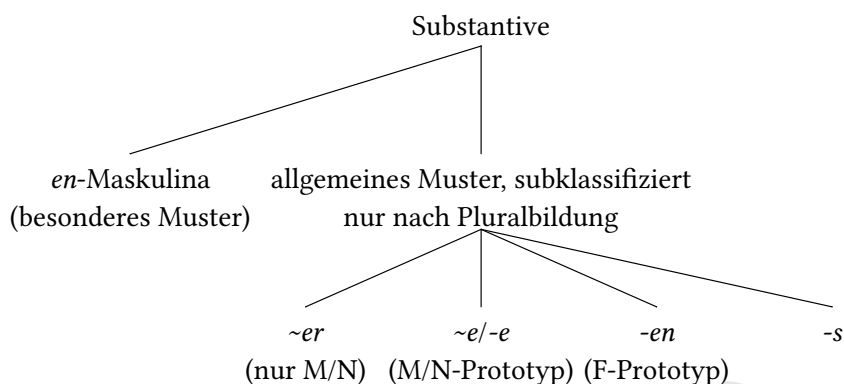 Substantive
en-Maskulina allgemeines Muster, subklassifiziert
(besonderes Muster) nur nach Pluralbildung
~er ~e/-e -en -s
(nur M/N) (M/N-Prototyp) (F-Prototyp)